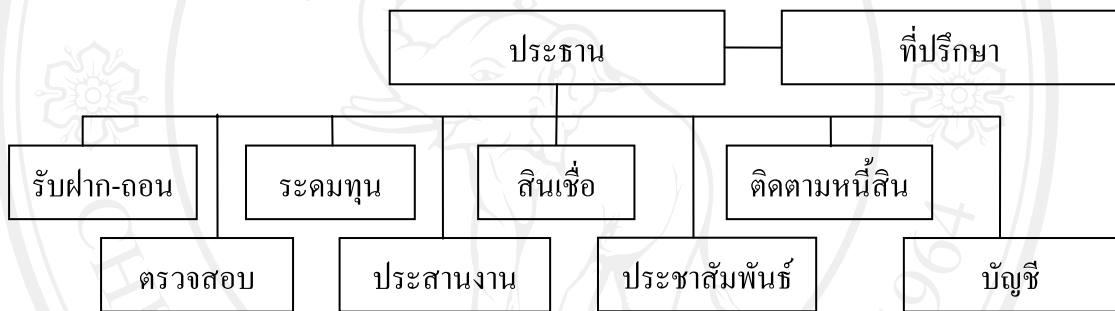 ประธาน ที่ปรึกษา
รับฝาก-ถอน ระดมทุน สินเชื่อ ติดตามหนี้สิน
ตรวจสอบ ประสานงาน ประชาสัมพันธ์ บัญชี
CH
1964